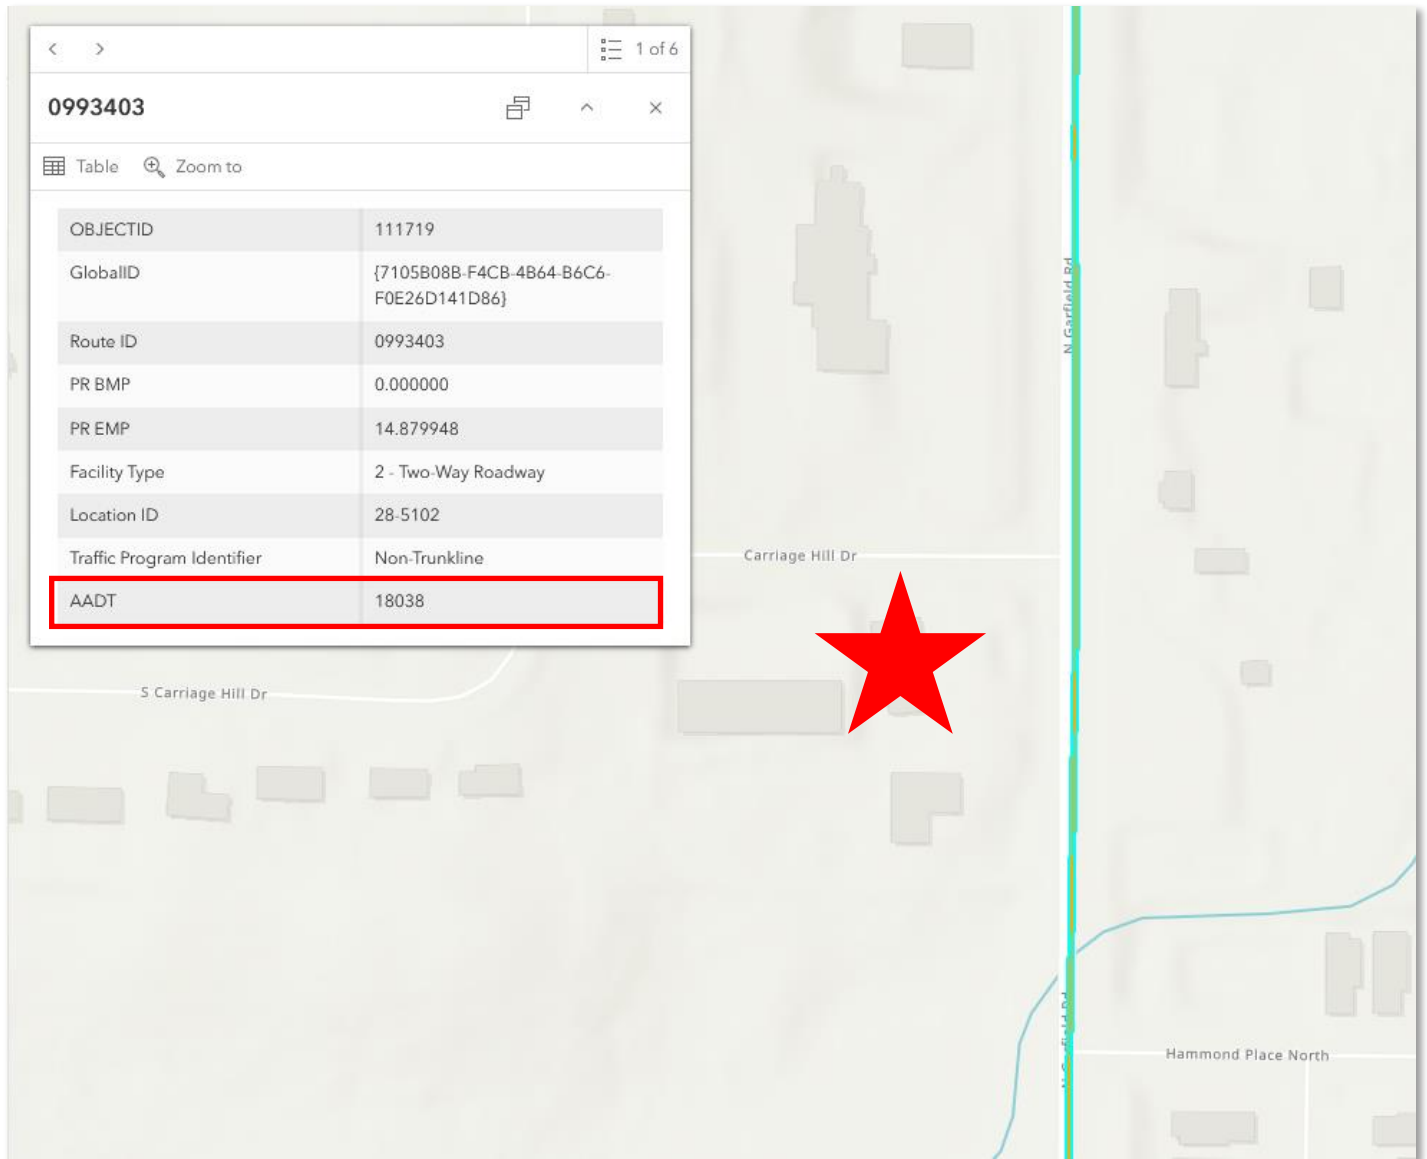 1 of 6
0993403
Table Zoom to
OBJECTID 111719
GlobalID {7105B08B-F4CB-4B64-B6C6-
F0E26D141D86}
Route ID 0993403
PR BMP 0.000000
PR EMP 14.879948
Facility Type 2 - Two-Way Roadway
Location ID 28-5102
Traffic Program Identifier Non-Trunkline
AADT 18038
N Garfield Rd
Carriage Hill Dr
S Carriage Hill Dr
N Garfield Rd
Hammond Place North